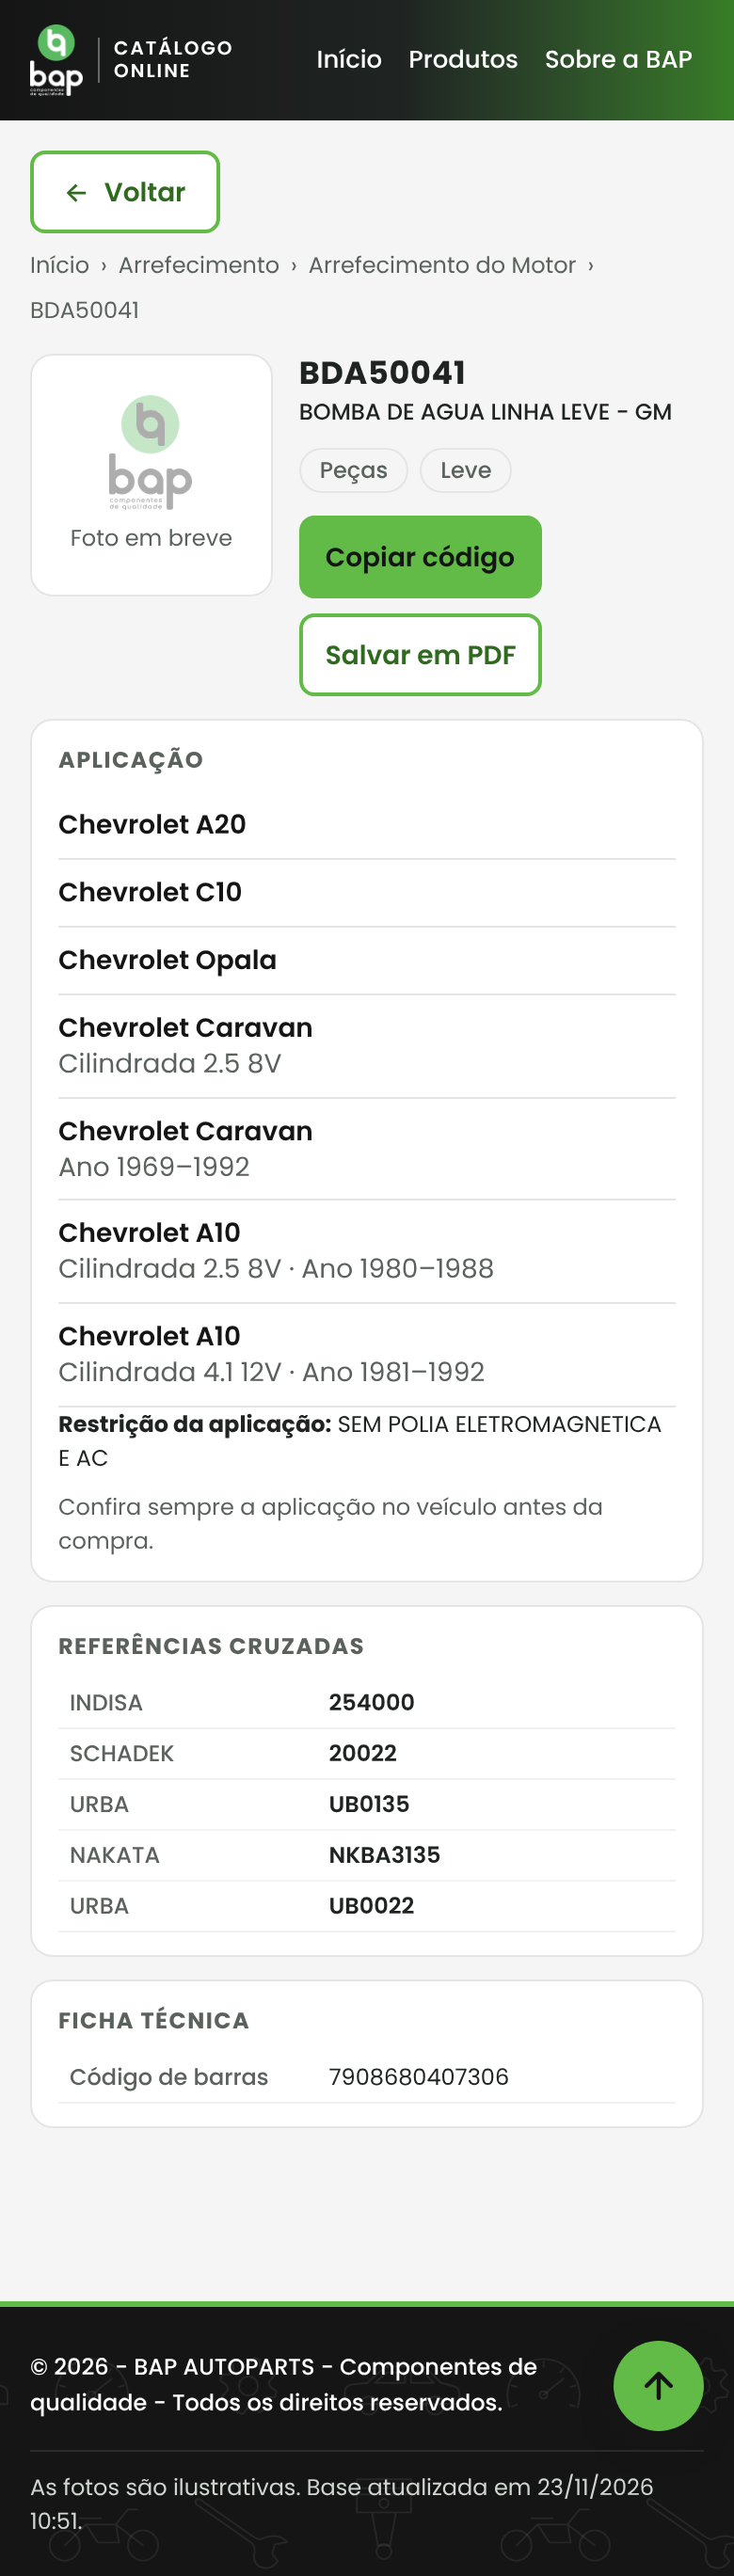 bap
componentes
de qualidade
CATÁLOGO
ONLINE
Início Produtos Sobre a BAP
← Voltar
Início › Arrefecimento › Arrefecimento do Motor ›
BDA50041
bap
componentes
de qualidade
Foto em breve
BDA50041
BOMBA DE AGUA LINHA LEVE - GM
Peças Leve
Copiar código
Salvar em PDF
APLICAÇÃO
Chevrolet A20
Chevrolet C10
Chevrolet Opala
Chevrolet Caravan
Cilindrada 2.5 8V
Chevrolet Caravan
Ano 1969–1992
Chevrolet A10
Cilindrada 2.5 8V · Ano 1980–1988
Chevrolet A10
Cilindrada 4.1 12V · Ano 1981–1992
Restrição da aplicação: SEM POLIA ELETROMAGNETICA
E AC
Confira sempre a aplicação no veículo antes da
compra.
REFERÊNCIAS CRUZADAS
INDISA 254000
SCHADEK 20022
URBA UB0135
NAKATA NKBA3135
URBA UB0022
FICHA TÉCNICA
Código de barras 7908680407306
© 2026 - BAP AUTOPARTS - Componentes de
qualidade - Todos os direitos reservados.
As fotos são ilustrativas. Base atualizada em 23/11/2026
10:51.